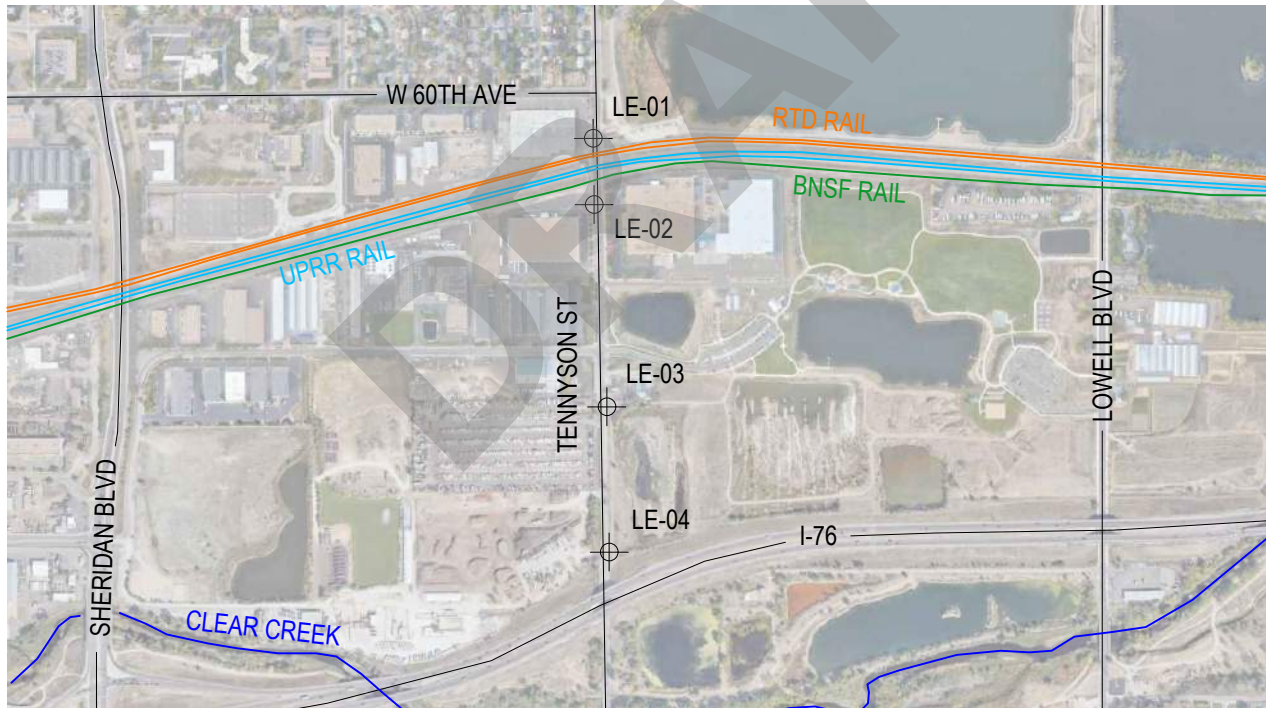 W 60TH AVE
LE-01
RTD RAIL
BNSF RAIL
LE-02
UPRR RAIL
TENNYSON ST
LOWELL BLVD
LE-03
SHERIDAN BLVD
LE-04
I-76
CLEAR CREEK
DRA